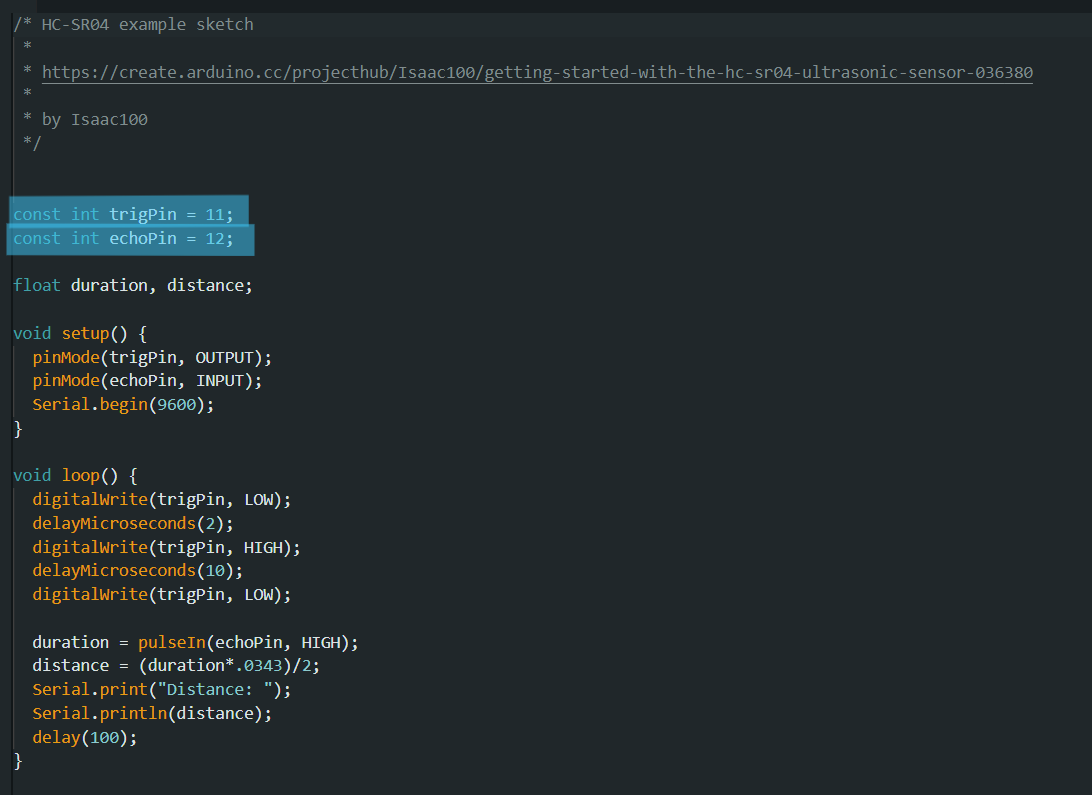 /* HC-SR04 example sketch
 *
 * https://create.arduino.cc/projecthub/Isaac100/getting-started-with-the-hc-sr04-ultrasonic-sensor-036380
 *
 * by Isaac100
 */
const int trigPin = 11;
const int echoPin = 12;
float duration, distance;
void setup() {
  pinMode(trigPin, OUTPUT);
  pinMode(echoPin, INPUT);
  Serial.begin(9600);
}
void loop() {
  digitalWrite(trigPin, LOW);
  delayMicroseconds(2);
  digitalWrite(trigPin, HIGH);
  delayMicroseconds(10);
  digitalWrite(trigPin, LOW);
  duration = pulseIn(echoPin, HIGH);
  distance = (duration*.0343)/2;
  Serial.print("Distance: ");
  Serial.println(distance);
  delay(100);
}